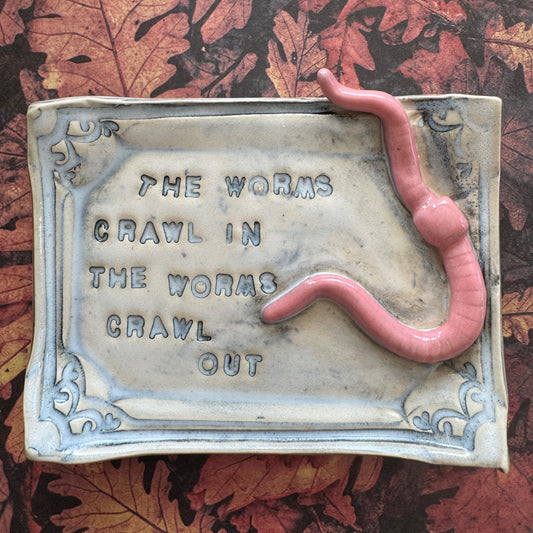 THE WORMS
CRAWL IN
THE WORMS
CRAWL
OUT